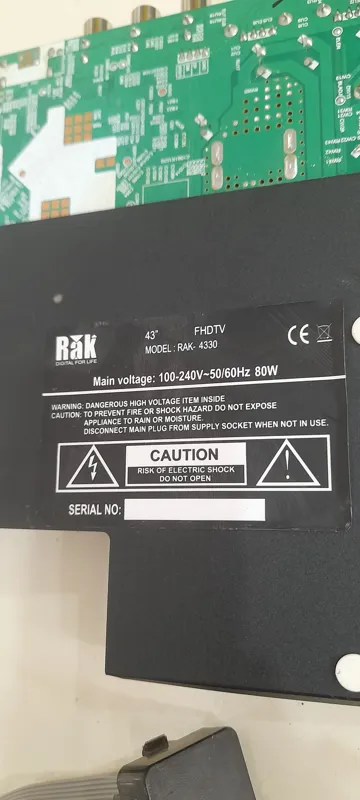 Rak
DIGITAL FOR LIFE
43" FHDTV
MODEL : RAK- 4330
CE
Main voltage: 100-240V~50/60Hz 80W
WARNING: DANGEROUS HIGH VOLTAGE ITEM INSIDE
CAUTION: TO PREVENT FIRE OR SHOCK HAZARD DO NOT EXPOSE
APPLIANCE TO RAIN OR MOISTURE.
DISCONNECT MAIN PLUG FROM SUPPLY SOCKET WHEN NOT IN USE.
CAUTION
RISK OF ELECTRIC SHOCK
DO NOT OPEN
SERIAL NO: